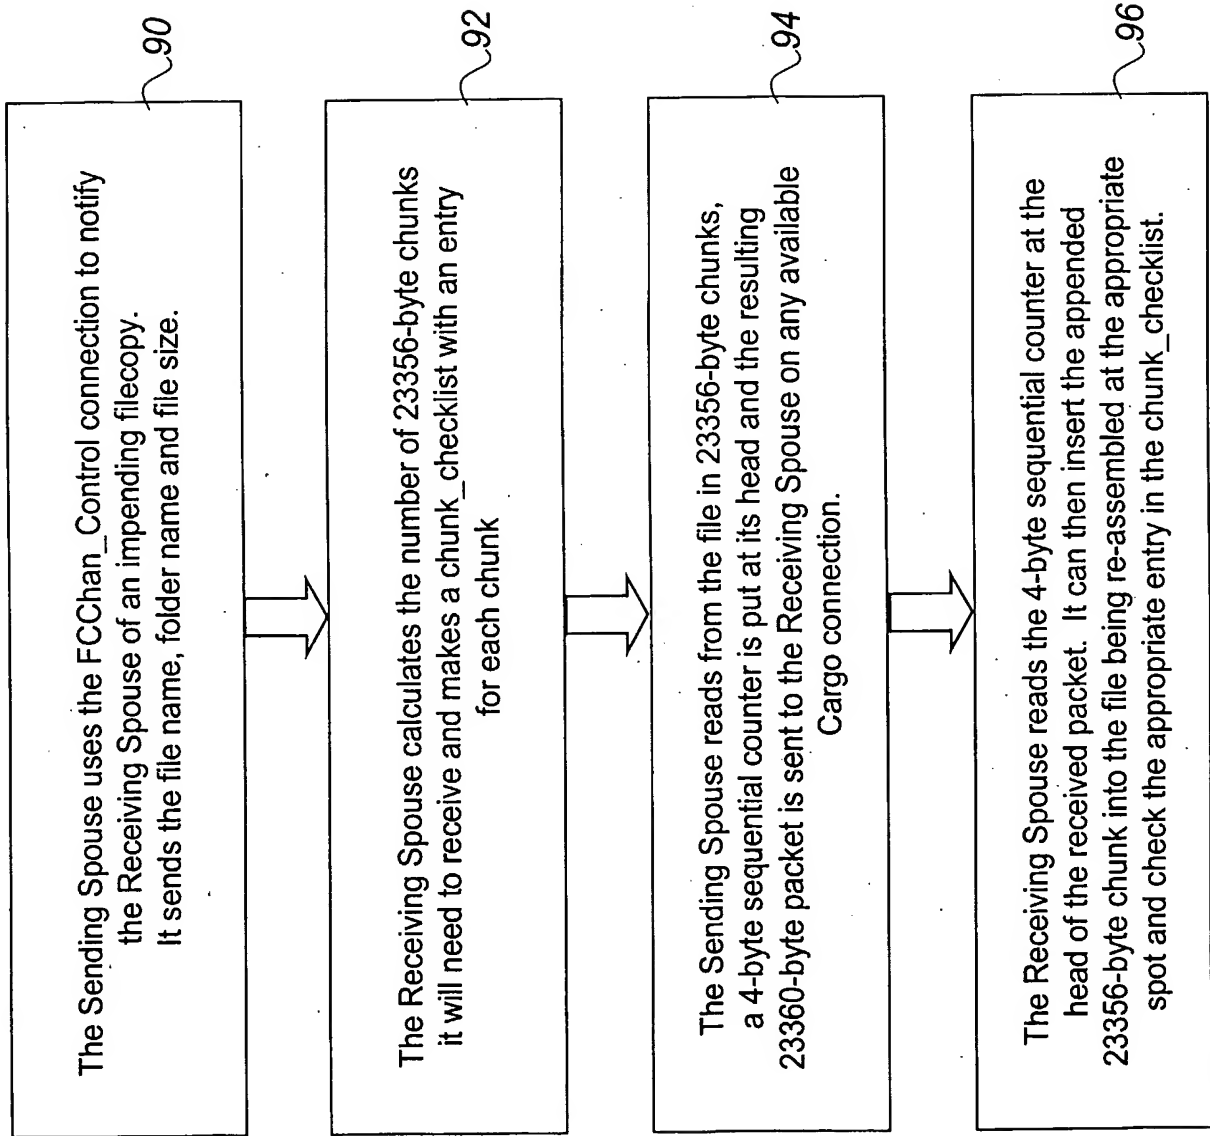 The Sending Spouse uses the FCChan_Control connection to notify
the Receiving Spouse of an impending filecopy.
It sends the file name, folder name and file size.
90
The Receiving Spouse calculates the number of 23356-byte chunks
it will need to receive and makes a chunk_checklist with an entry
for each chunk
92
The Sending Spouse reads from the file in 23356-byte chunks,
a 4-byte sequential counter is put at its head and the resulting
23360-byte packet is sent to the Receiving Spouse on any available
Cargo connection.
94
The Receiving Spouse reads the 4-byte sequential counter at the
head of the received packet. It can then insert the appended
23356-byte chunk into the file being re-assembled at the appropriate
spot and check the appropriate entry in the chunk_checklist.
96